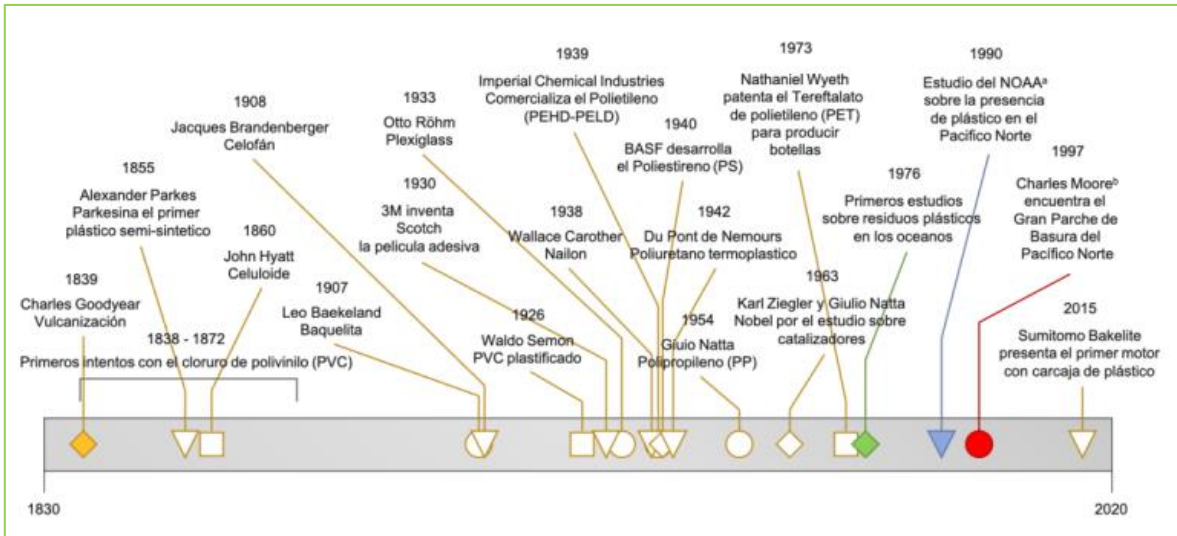 1839
Charles Goodyear
Vulcanización
1838 - 1872
Primeros intentos con el cloruro de polivinilo (PVC)
1855
Alexander Parkes
Parkesina el primer
plástico semi-sintetico
1860
John Hyatt
Celuloide
1907
Leo Baekeland
Baquelita
1908
Jacques Brandenberger
Celofán
1926
Waldo Semon
PVC plastificado
1930
3M inventa
Scotch
la pelicula adesiva
1933
Otto Röhm
Plexiglass
1938
Wallace Carother
Nailon
1939
Imperial Chemical Industries
Comercializa el Polietileno
(PEHD-PELD)
1940
BASF desarrolla
el Poliestireno (PS)
1942
Du Pont de Nemours
Poliuretano termoplastico
1954
Giuio Natta
Polipropileno (PP)
1963
Karl Ziegler y Giulio Natta
Nobel por el estudio sobre
catalizadores
1973
Nathaniel Wyeth
patenta el Tereftalato
de polietileno (PET)
para producir
botellas
1976
Primeros estudios
sobre residuos plásticos
en los oceanos
1990
Estudio del NOAAª
sobre la presencia
de plástico en el
Pacifico Norte
1997
Charles Mooreᵇ
encuentra el
Gran Parche de
Basura del
Pacífico Norte
2015
Sumitomo Bakelite
presenta el primer motor
con carcaja de plástico
1830
2020